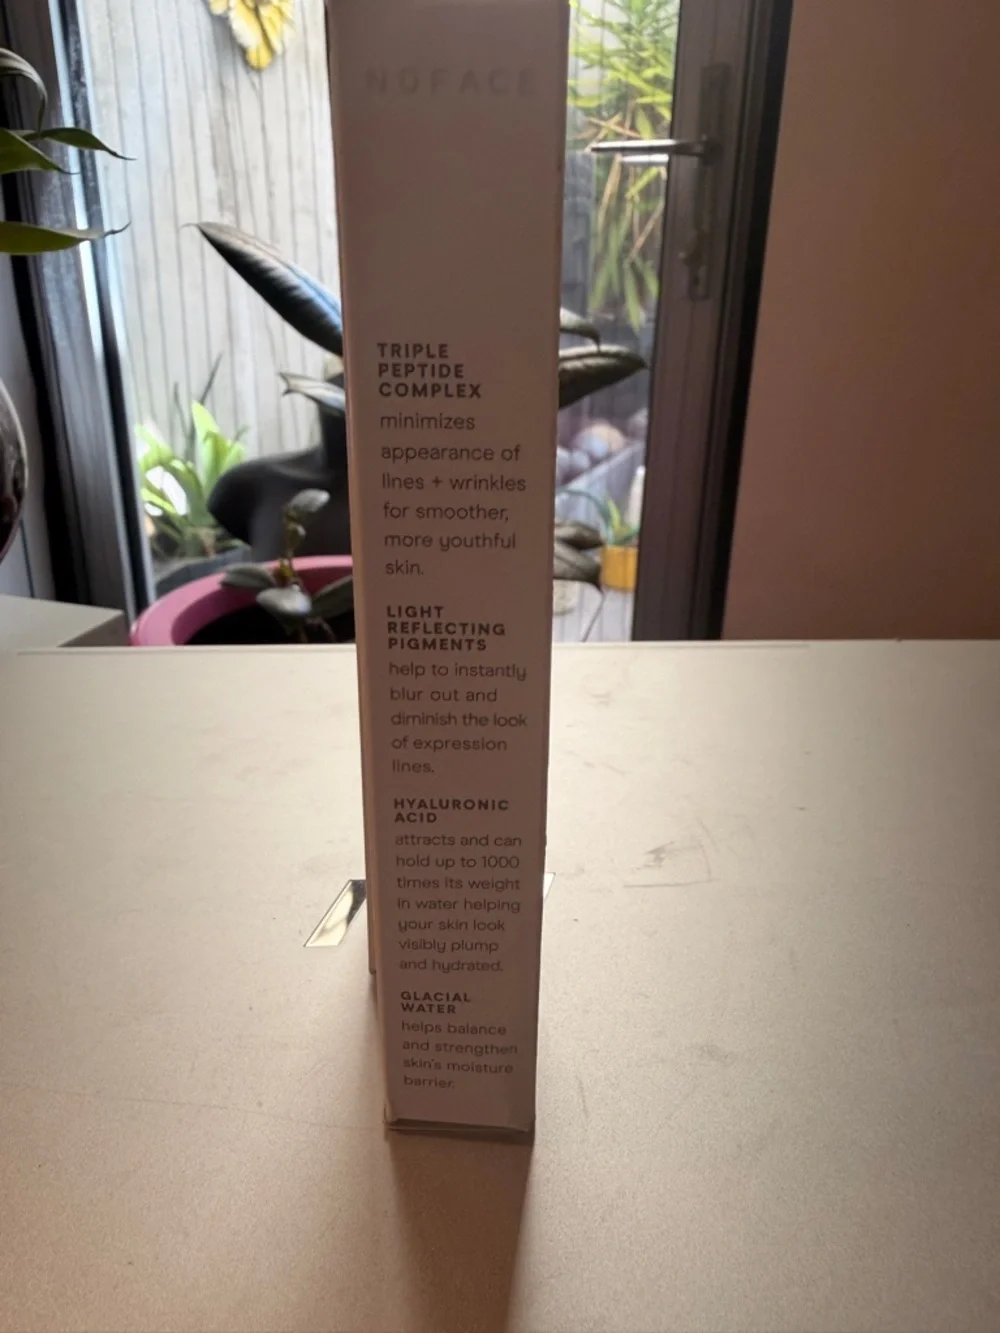 NUFACE
TRIPLE
PEPTIDE
COMPLEX
minimizes
appearance of
lines + wrinkles
for smoother,
more youthful
skin.
LIGHT
REFLECTING
PIGMENTS
help to instantly
blur out and
diminish the look
of expression
lines.
HYALURONIC
ACID
attracts and can
hold up to 1000
times its weight
in water helping
your skin look
visibly plump
and hydrated.
GLACIAL
WATER
helps balance
and strengthen
skin's moisture
barrier.